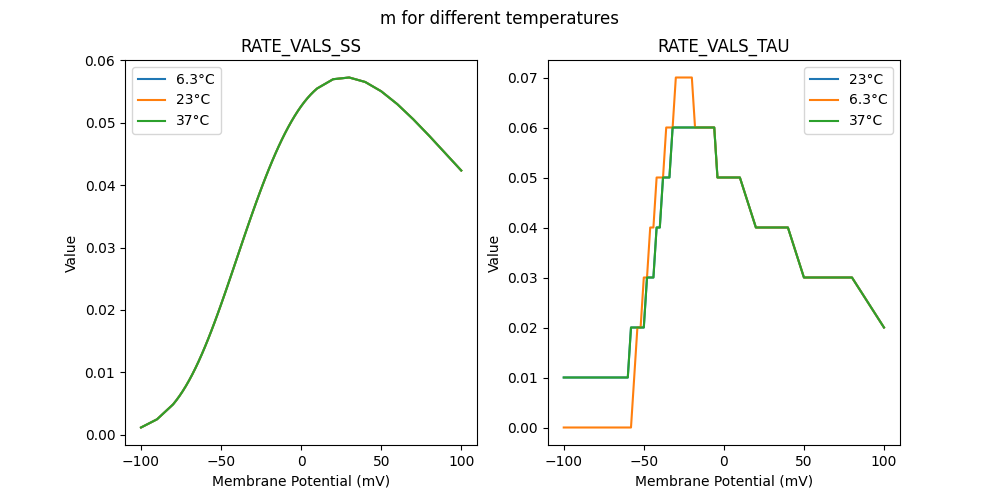 m for different temperatures
RATE_VALS_SS
RATE_VALS_TAU
6.3°C
23°C
37°C
23°C
6.3°C
37°C
0.06
0.05
0.04
0.03
0.02
0.01
0.00
Value
−100
−50
0
50
100
Membrane Potential (mV)
0.07
0.06
0.05
0.04
0.03
0.02
0.01
0.00
Value
−100
−50
0
50
100
Membrane Potential (mV)